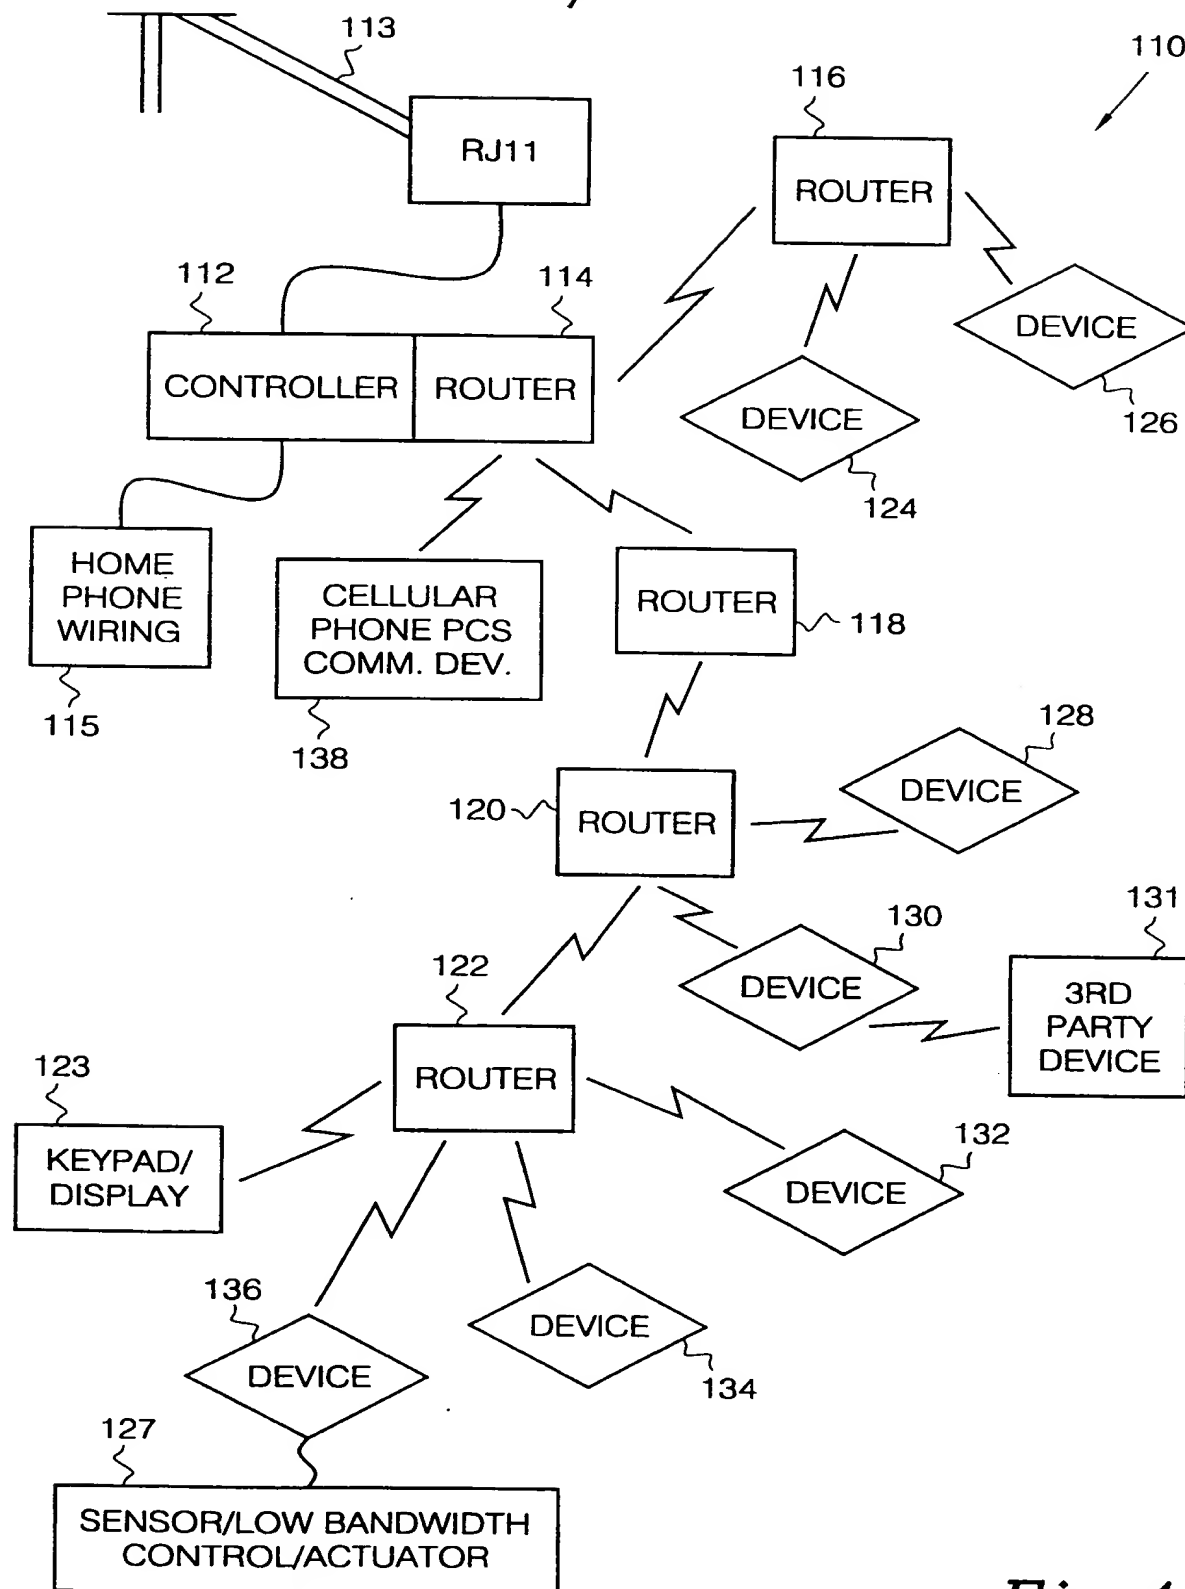 113
110
116
RJ11
ROUTER
112
114
DEVICE
CONTROLLER
ROUTER
DEVICE
126
124
HOME
PHONE
WIRING
CELLULAR
PHONE PCS
COMM. DEV.
ROUTER
118
115
138
128
DEVICE
120
ROUTER
130
131
122
DEVICE
3RD
PARTY
DEVICE
123
ROUTER
KEYPAD/
DISPLAY
132
DEVICE
136
DEVICE
DEVICE
134
127
SENSOR/LOW BANDWIDTH
CONTROL/ACTUATOR